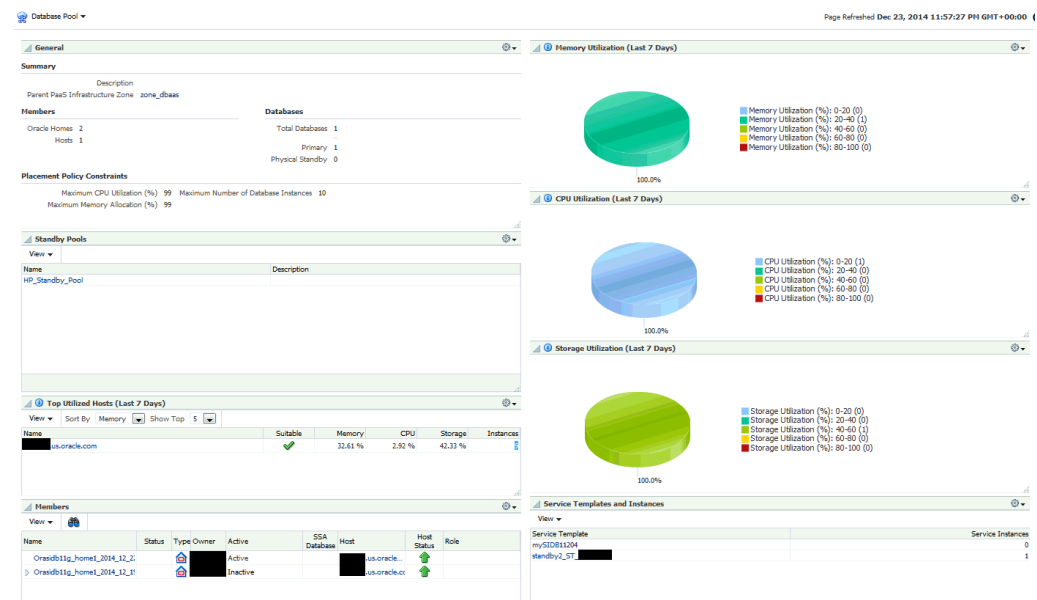 Database Pool
Page Refreshed Dec 23, 2014 11:57:27 PM GMT+00:00
General
Summary
Description
Parent PaaS Infrastructure Zone zone_dbaas
Members
Databases
Oracle Homes 2
Hosts 1
Total Databases 1
Primary 1
Physical Standby 0
Placement Policy Constraints
Maximum CPU Utilization (%) 99 Maximum Number of Database Instances 10
Maximum Memory Allocation (%) 99
Standby Pools
View
Name Description
HP_Standby_Pool
Top Utilized Hosts (Last 7 Days)
View Sort By Memory Show Top 5
Name Suitable Memory CPU Storage Instances
us.oracle.com 32.61 % 2.92 % 42.33 %
Members
View
Name Status Type Owner Active SSA Database Host Host Status Role
Orasidb11g_home1_2014_12_22 Active .us.oracle...
Orasidb11g_home1_2014_12_15 Inactive .us.oracle.cc
Memory Utilization (Last 7 Days)
Memory Utilization (%): 0-20 (0)
Memory Utilization (%): 20-40 (1)
Memory Utilization (%): 40-60 (0)
Memory Utilization (%): 60-80 (0)
Memory Utilization (%): 80-100 (0)
100.0%
CPU Utilization (Last 7 Days)
CPU Utilization (%): 0-20 (1)
CPU Utilization (%): 20-40 (0)
CPU Utilization (%): 40-60 (0)
CPU Utilization (%): 60-80 (0)
CPU Utilization (%): 80-100 (0)
100.0%
Storage Utilization (Last 7 Days)
Storage Utilization (%): 0-20 (0)
Storage Utilization (%): 20-40 (0)
Storage Utilization (%): 40-60 (1)
Storage Utilization (%): 60-80 (0)
Storage Utilization (%): 80-100 (0)
100.0%
Service Templates and Instances
View
Service Template Service Instances
mySIDB11204 0
standby2_ST_ 1